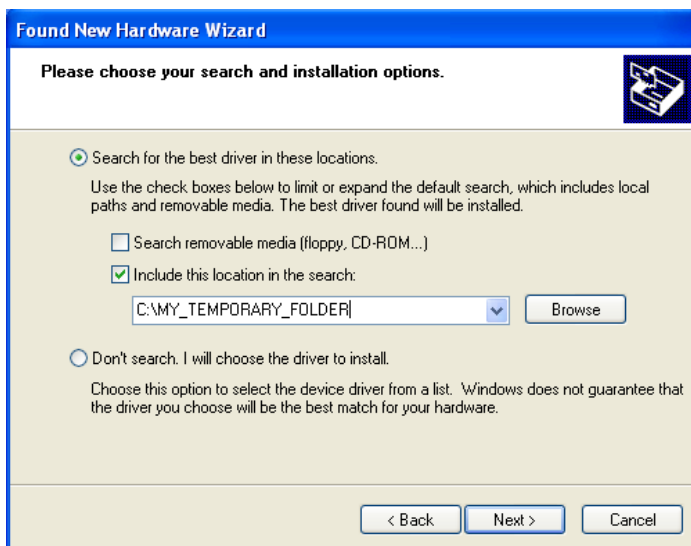 Found New Hardware Wizard
Please choose your search and installation options.
Search for the best driver in these locations.
Use the check boxes below to limit or expand the default search, which includes local
paths and removable media. The best driver found will be installed.
Search removable media (floppy, CD-ROM...)
Include this location in the search:
C:\MY_TEMPORARY_FOLDER
Browse
Don't search. I will choose the driver to install.
Choose this option to select the device driver from a list.  Windows does not guarantee that
the driver you choose will be the best match for your hardware.
< Back
Next >
Cancel